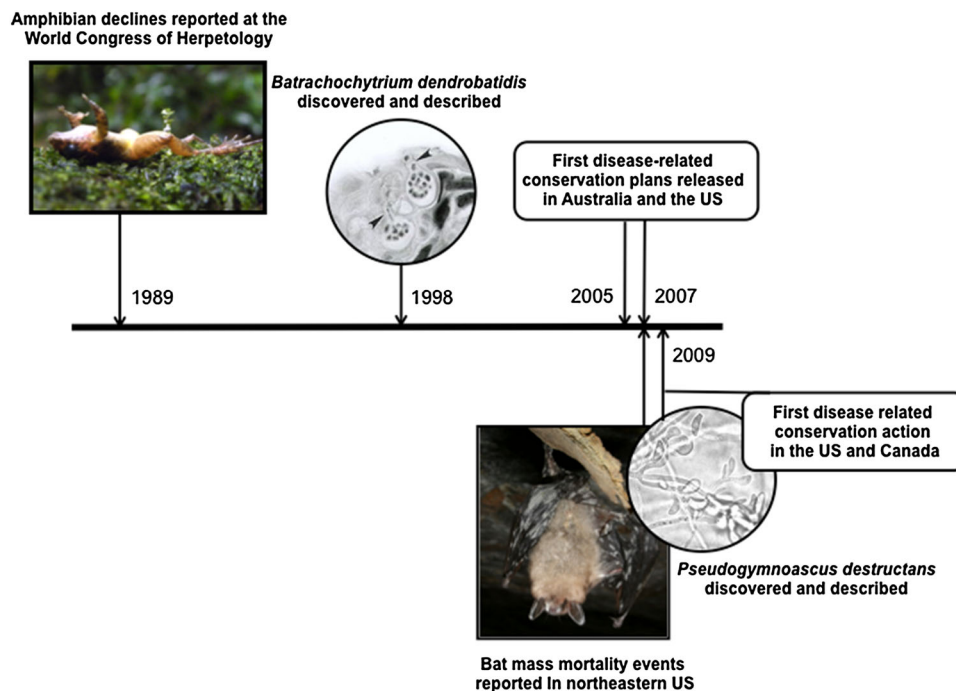 Amphibian declines reported at the
World Congress of Herpetology
Batrachochytrium dendrobatidis
discovered and described
First disease-related
conservation plans released
in Australia and the US
1989
1998
2005
2007
2009
First disease related
conservation action
in the US and Canada
Pseudogymnoascus destructans
discovered and described
Bat mass mortality events
reported In northeastern US